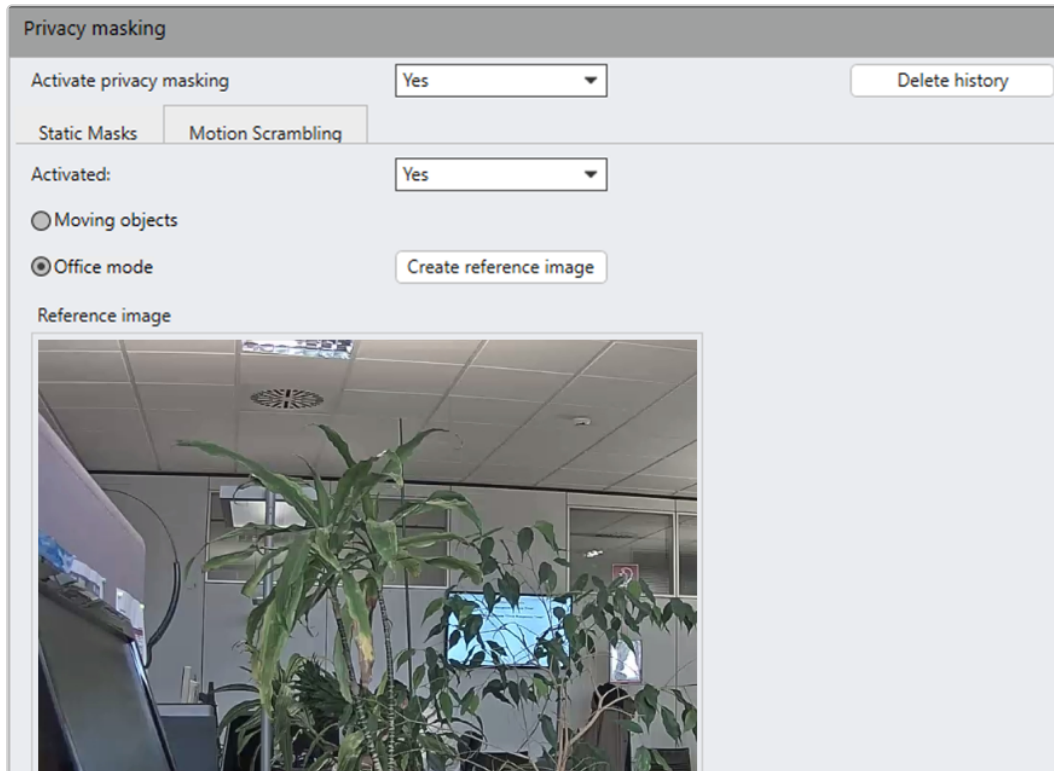 Privacy masking
Activate privacy masking
Yes
Delete history
Static Masks
Motion Scrambling
Activated:
Yes
Moving objects
Office mode
Create reference image
Reference image